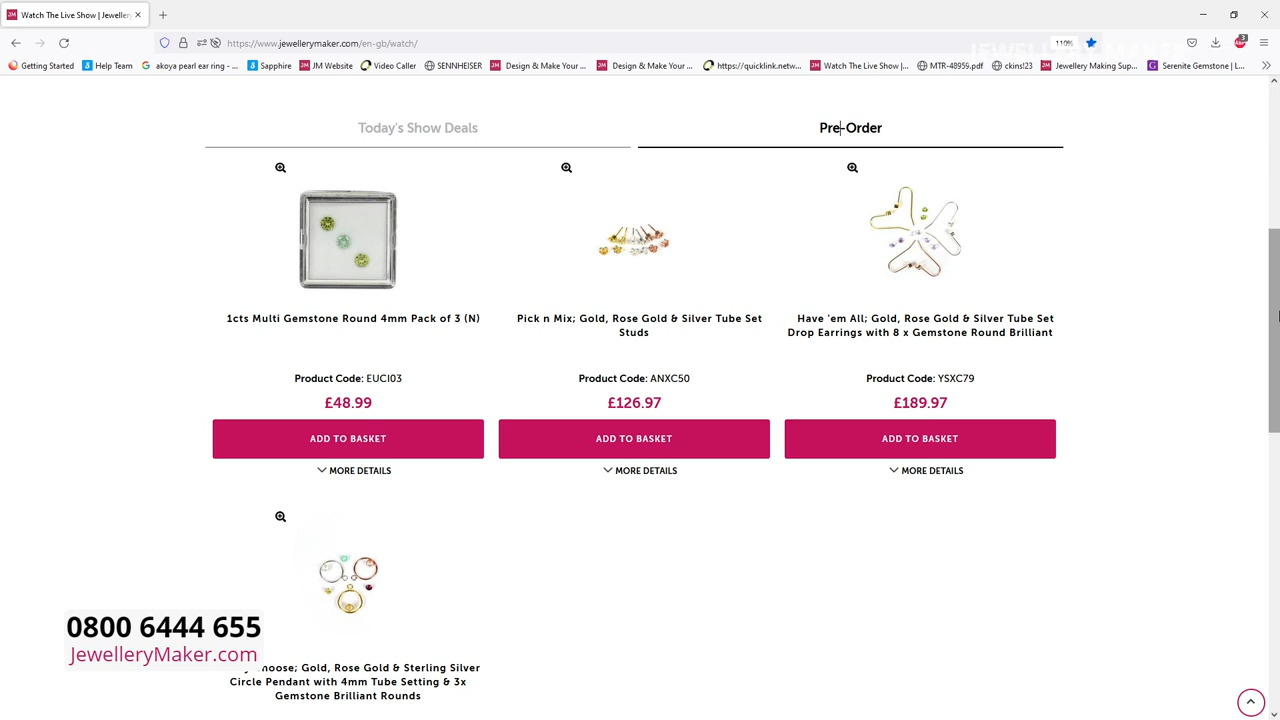 Watch The Live Show | Jeweller
https://www.jewellerymaker.com/en-gb/watch/
110%
3
Getting Started
Help Team
akoya pearl ear ring - ...
Sapphire
JM Website
Video Caller
SENNHEISER
Design & Make Your ...
Design & Make Your ...
https://quicklink.netw...
Watch The Live Show |...
MTR-48959.pdf
ckins!23
Jewellery Making Sup...
Serenite Gemstone | L...
Today's Show Deals
Pre-Order
1cts Multi Gemstone Round 4mm Pack of 3 (N)
Product Code: EUCI03
£48.99
ADD TO BASKET
MORE DETAILS
Pick n Mix; Gold, Rose Gold & Silver Tube Set
Studs
Product Code: ANXC50
£126.97
ADD TO BASKET
MORE DETAILS
Have 'em All; Gold, Rose Gold & Silver Tube Set
Drop Earrings with 8 x Gemstone Round Brilliant
Product Code: YSXC79
£189.97
ADD TO BASKET
MORE DETAILS
Gold, Rose Gold & Sterling Silver
Circle Pendant with 4mm Tube Setting & 3x
Gemstone Brilliant Rounds
0800 6444 655
JewelleryMaker.com